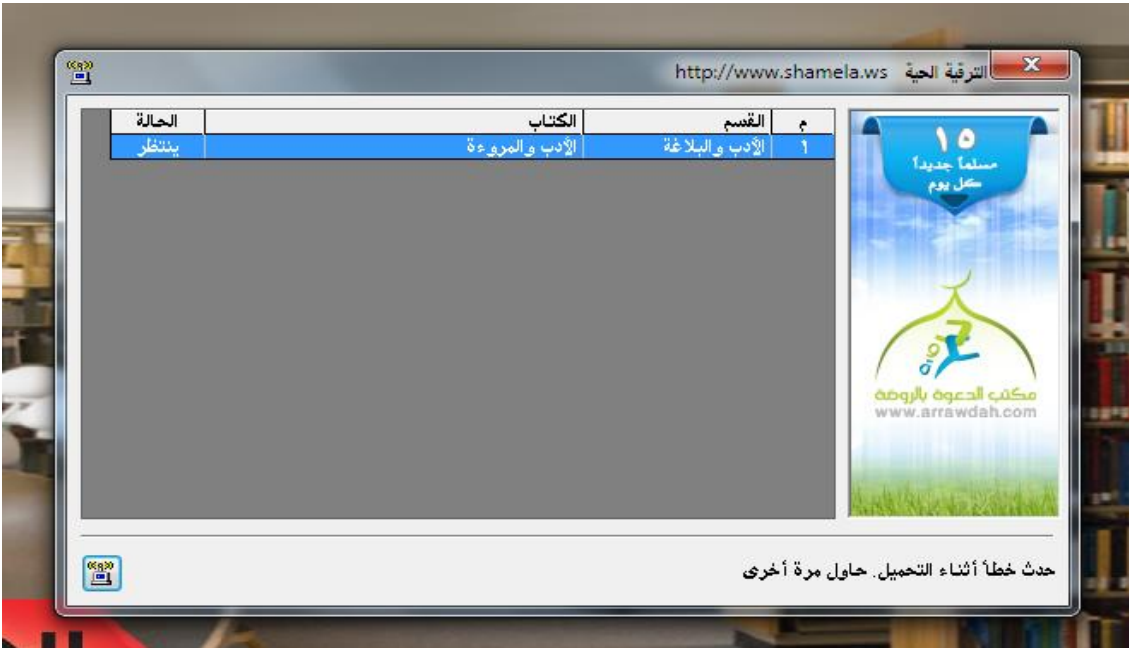 الترقية الحية http://www.shamela.ws
م القسم الكتاب الحالة
١ الأدب والبلاغة الأدب والمروءة ينتظر
١٥
مسلماً جديداً
كل يوم
مكتب الدعوة بالروضة
www.arrawdah.com
حدث خطأ أثناء التحميل. حاول مرة أخرى